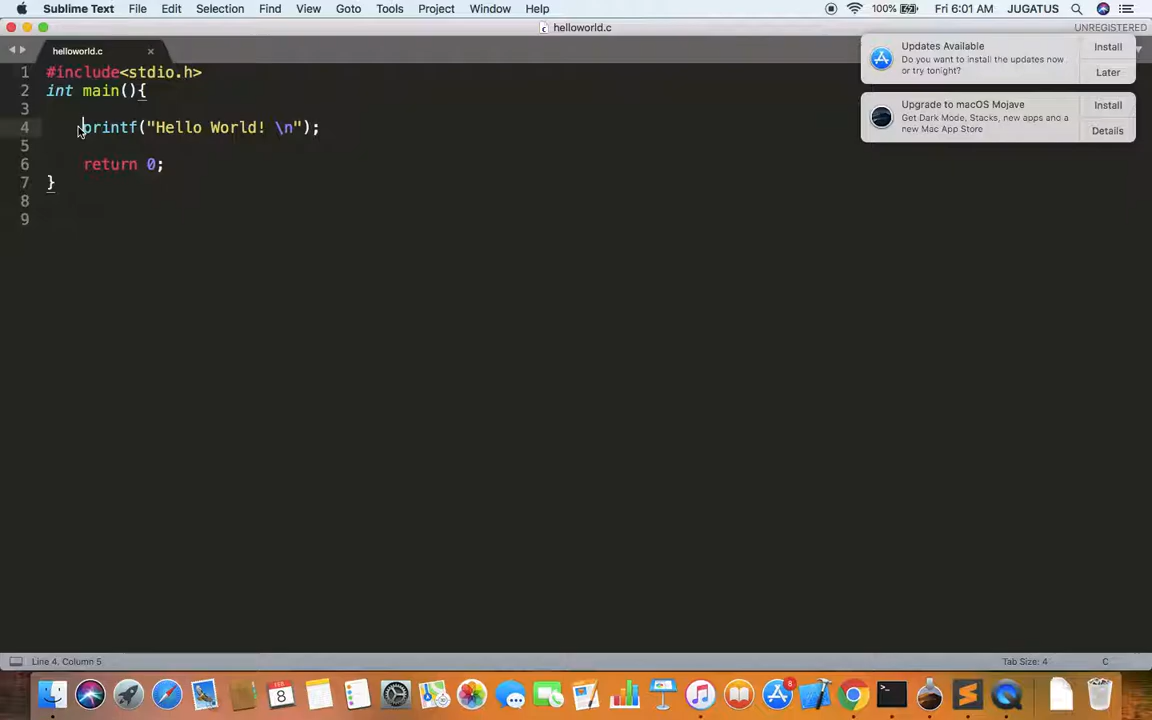 Sublime Text File Edit Selection Find View Goto Tools Project Window Help 100% Fri 6:01 AM JUGATUS
helloworld.c UNREGISTERED
helloworld.c
Updates Available
Do you want to install the updates now
or try tonight?
Install
Later
Upgrade to macOS Mojave
Get Dark Mode, Stacks, new apps and a
new Mac App Store
Install
Details
1 #include<stdio.h>
2 int main(){
3
4 printf("Hello World! \n");
5
6 return 0;
7 }
8
9
Line 4, Column 5 Tab Size: 4 C
FEB
8
8